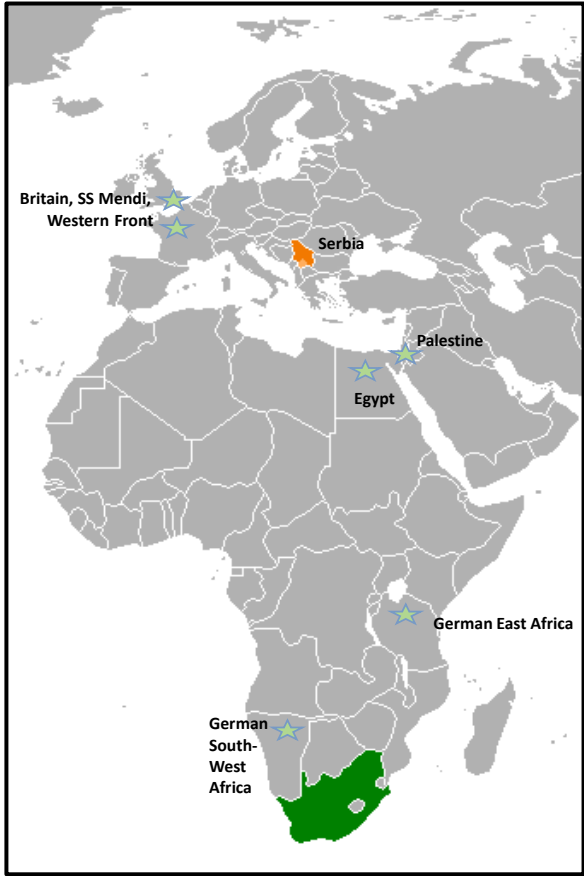 Britain, SS Mendi,
Western Front
Serbia
Palestine
Egypt
German East Africa
German
South-
West
Africa